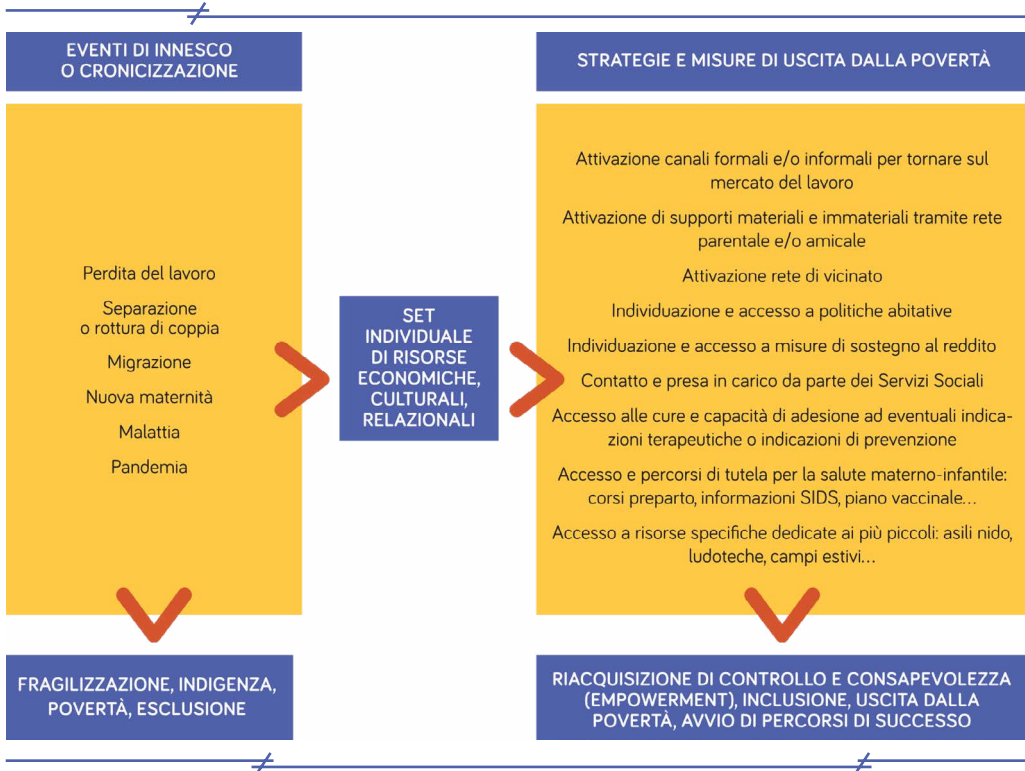 EVENTI DI INNESCO
O CRONICIZZAZIONE
Perdita del lavoro
Separazione
o rottura di coppia
Migrazione
Nuova maternità
Malattia
Pandemia
FRAGILIZZAZIONE, INDIGENZA,
POVERTÀ, ESCLUSIONE
SET
INDIVIDUALE
DI RISORSE
ECONOMICHE,
CULTURALI,
RELAZIONALI
STRATEGIE E MISURE DI USCITA DALLA POVERTÀ
Attivazione canali formali e/o informali per tornare sul
mercato del lavoro
Attivazione di supporti materiali e immateriali tramite rete
parentale e/o amicale
Attivazione rete di vicinato
Individuazione e accesso a politiche abitative
Individuazione e accesso a misure di sostegno al reddito
Contatto e presa in carico da parte dei Servizi Sociali
Accesso alle cure e capacità di adesione ad eventuali indica-
zioni terapeutiche o indicazioni di prevenzione
Accesso e percorsi di tutela per la salute materno-infantile:
corsi preparto, informazioni SIDS, piano vaccinale...
Accesso a risorse specifiche dedicate ai più piccoli: asili nido,
ludoteche, campi estivi...
RIACQUISIZIONE DI CONTROLLO E CONSAPEVOLEZZA
(EMPOWERMENT), INCLUSIONE, USCITA DALLA
POVERTÀ, AVVIO DI PERCORSI DI SUCCESSO